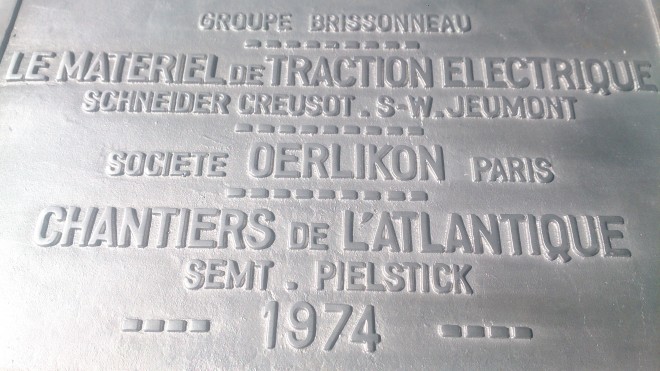 GROUPE BRISSONNEAU
LE MATERIEL DE TRACTION ELECTRIQUE
SCHNEIDER CREUSOT. S-W. JEUMONT
SOCIETE OERLIKON PARIS
CHANTIERS DE L'ATLANTIQUE
SEMT. PIELSTICK
1974